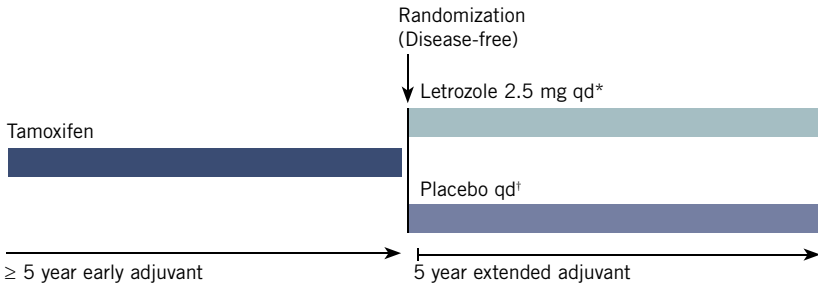 Randomization
(Disease-free)
Letrozole 2.5 mg qd*
Tamoxifen
Placebo qd†
≥ 5 year early adjuvant
5 year extended adjuvant